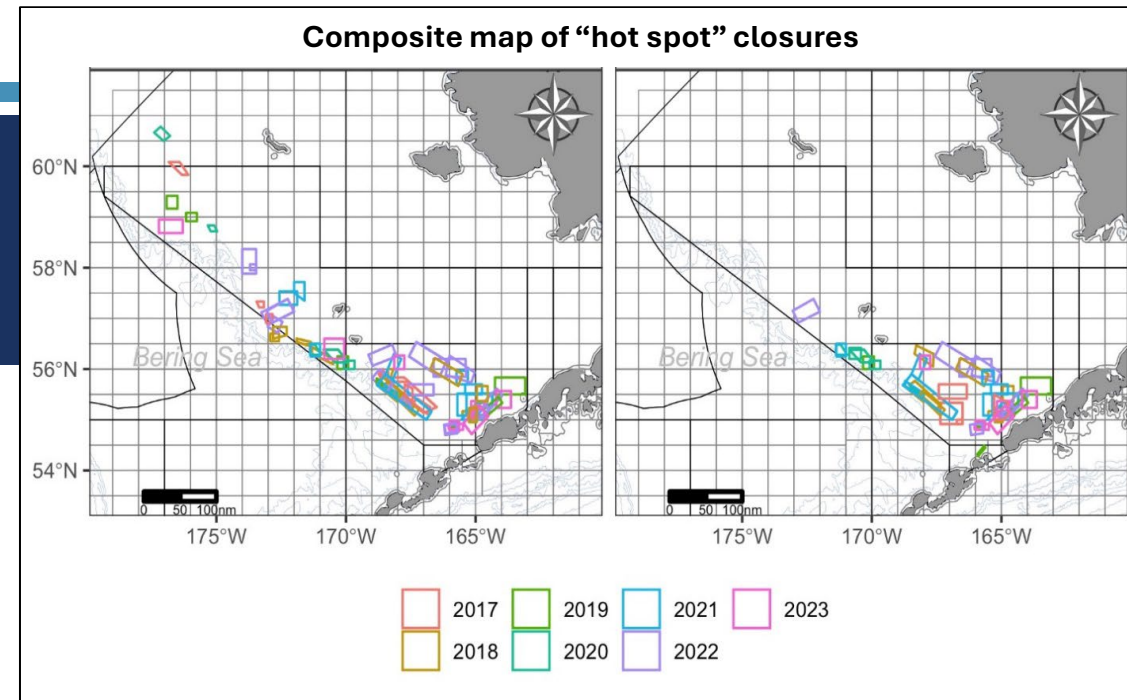 Composite map of “hot spot” closures
60°N
58°N
56°N
54°N
Bering Sea
0 50 100nm
175°W 170°W 165°W
Bering Sea
0 50 100nm
175°W 170°W 165°W
2017 2019 2021 2023
2018 2020 2022